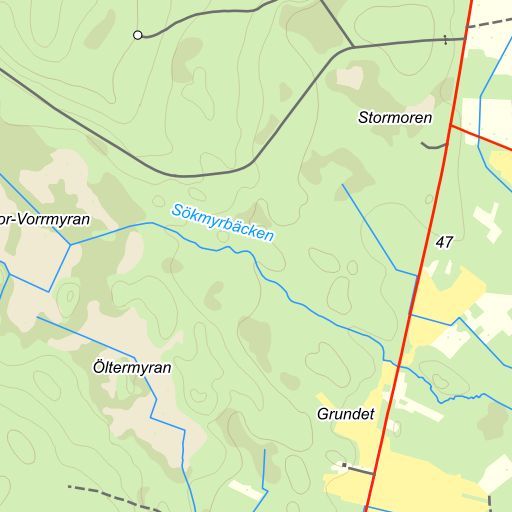 Stormoren
or-Vorrmyran
Sökmyrbäcken
47
Öltermyran
Grundet